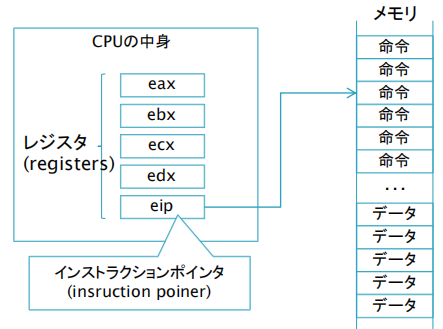 CPUの中身
レジスタ
(registers)
eax
ebx
ecx
edx
eip
インストラクションポインタ
(insruction poiner)
メモリ
命令
命令
命令
命令
命令
命令
...
データ
データ
データ
データ
データ